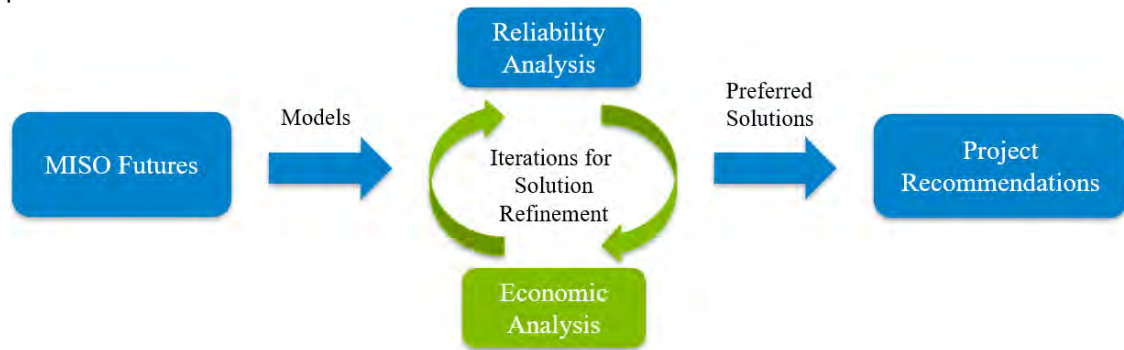 Reliability
Analysis
Models
Preferred
Solutions
MISO Futures
Iterations for
Solution
Refinement
Project
Recommendations
Economic
Analysis